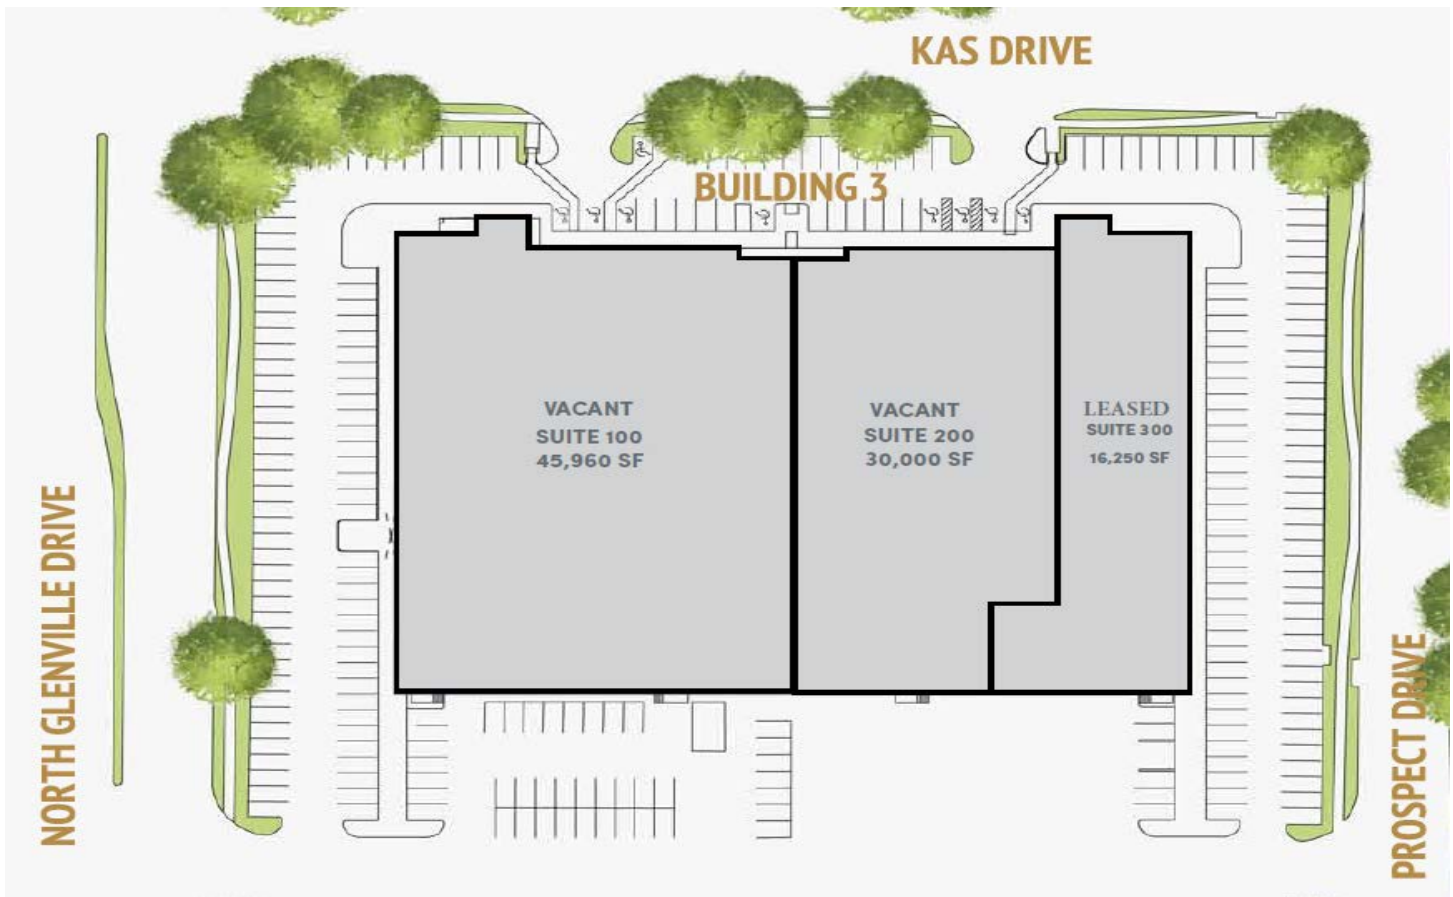 KAS DRIVE
BUILDING 3
VACANT
SUITE 100
45,960 SF
VACANT
SUITE 200
30,000 SF
LEASED
SUITE 300
16,250 SF
NORTH GLENVILLE DRIVE
PROSPECT DRIVE